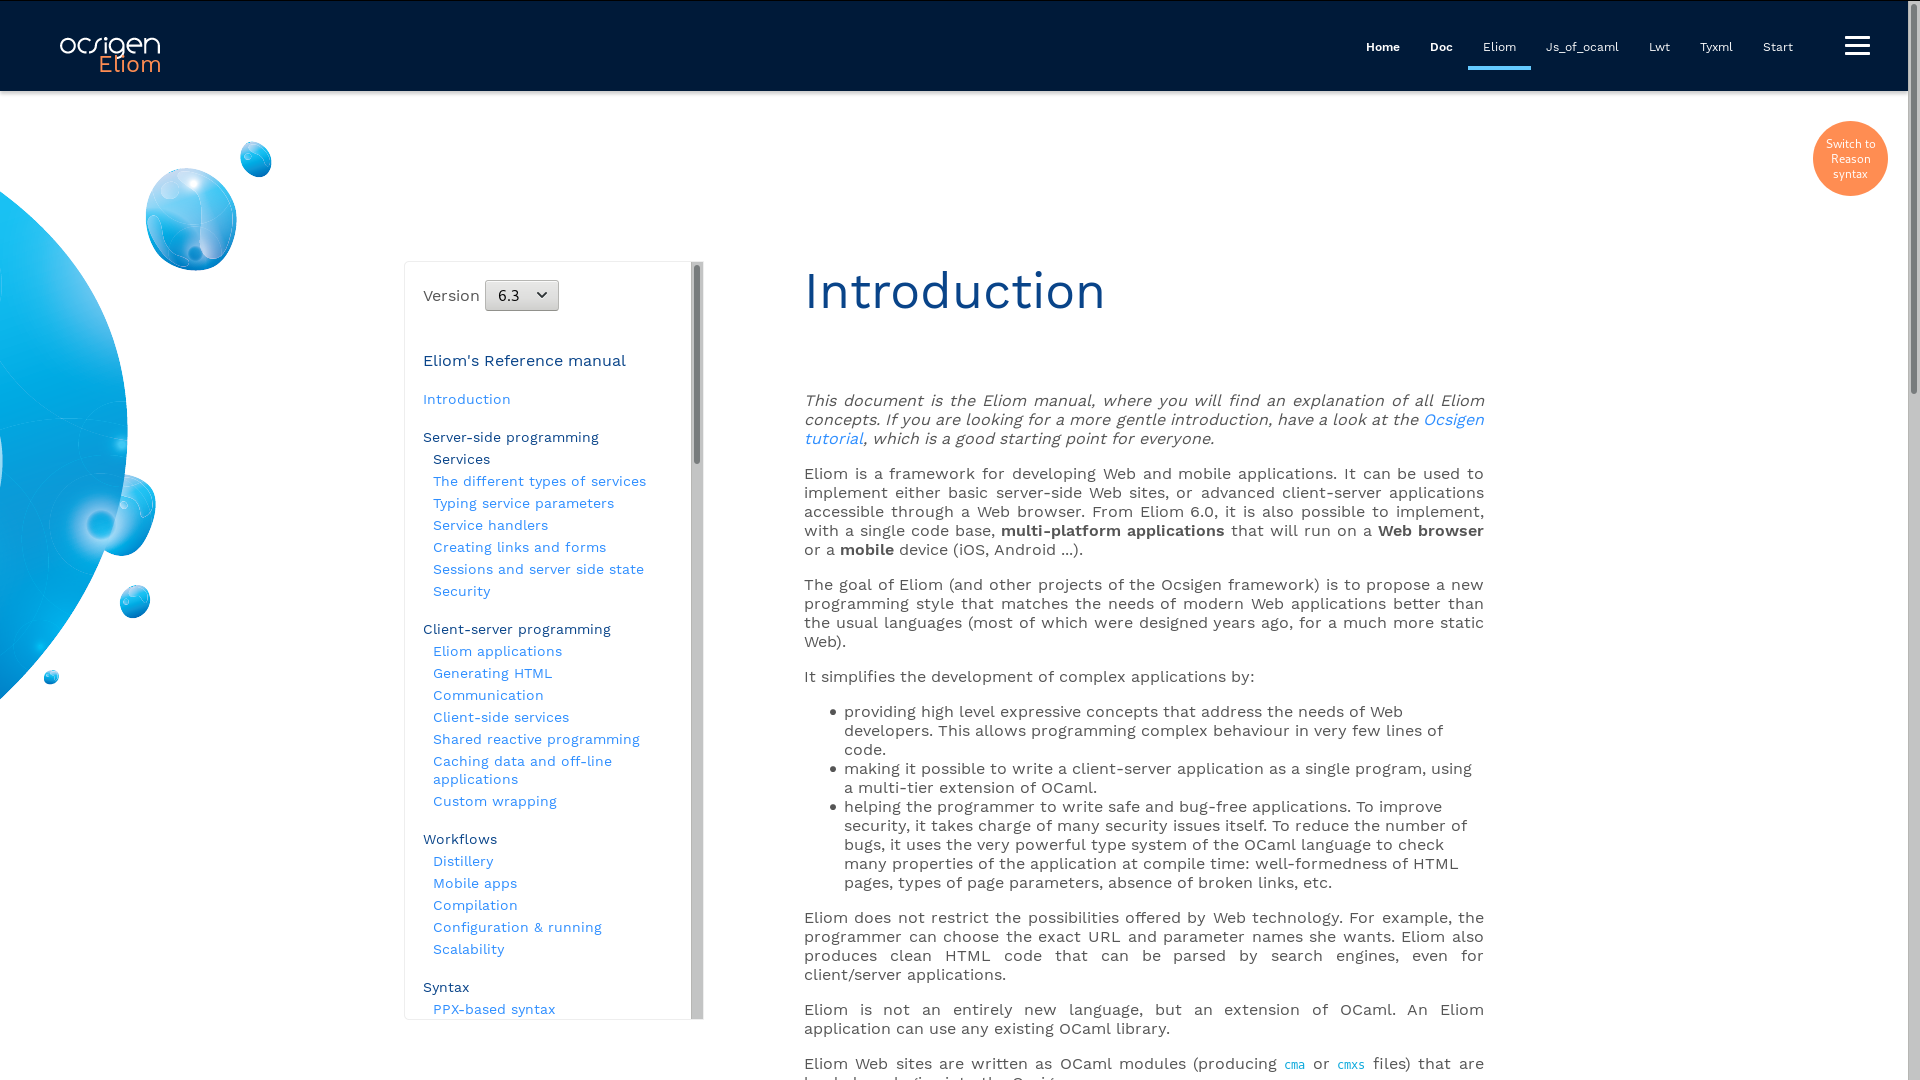 ocsigen
Eliom
Home Doc Eliom Js_of_ocaml Lwt Tyxml Start
Switch to
Reason
syntax
Version 6.3
Eliom's Reference manual
Introduction
Server-side programming
Services
The different types of services
Typing service parameters
Service handlers
Creating links and forms
Sessions and server side state
Security
Client-server programming
Eliom applications
Generating HTML
Communication
Client-side services
Shared reactive programming
Caching data and off-line
applications
Custom wrapping
Workflows
Distillery
Mobile apps
Compilation
Configuration & running
Scalability
Syntax
PPX-based syntax
Introduction
This document is the Eliom manual, where you will find an explanation of all Eliom
concepts. If you are looking for a more gentle introduction, have a look at the Ocsigen
tutorial, which is a good starting point for everyone.
Eliom is a framework for developing Web and mobile applications. It can be used to
implement either basic server-side Web sites, or advanced client-server applications
accessible through a Web browser. From Eliom 6.0, it is also possible to implement,
with a single code base, multi-platform applications that will run on a Web browser
or a mobile device (iOS, Android ...).
The goal of Eliom (and other projects of the Ocsigen framework) is to propose a new
programming style that matches the needs of modern Web applications better than
the usual languages (most of which were designed years ago, for a much more static
Web).
It simplifies the development of complex applications by:
• providing high level expressive concepts that address the needs of Web
developers. This allows programming complex behaviour in very few lines of
code.
• making it possible to write a client-server application as a single program, using
a multi-tier extension of OCaml.
• helping the programmer to write safe and bug-free applications. To improve
security, it takes charge of many security issues itself. To reduce the number of
bugs, it uses the very powerful type system of the OCaml language to check
many properties of the application at compile time: well-formedness of HTML
pages, types of page parameters, absence of broken links, etc.
Eliom does not restrict the possibilities offered by Web technology. For example, the
programmer can choose the exact URL and parameter names she wants. Eliom also
produces clean HTML code that can be parsed by search engines, even for
client/server applications.
Eliom is not an entirely new language, but an extension of OCaml. An Eliom
application can use any existing OCaml library.
Eliom Web sites are written as OCaml modules (producing cma or cmxs files) that are